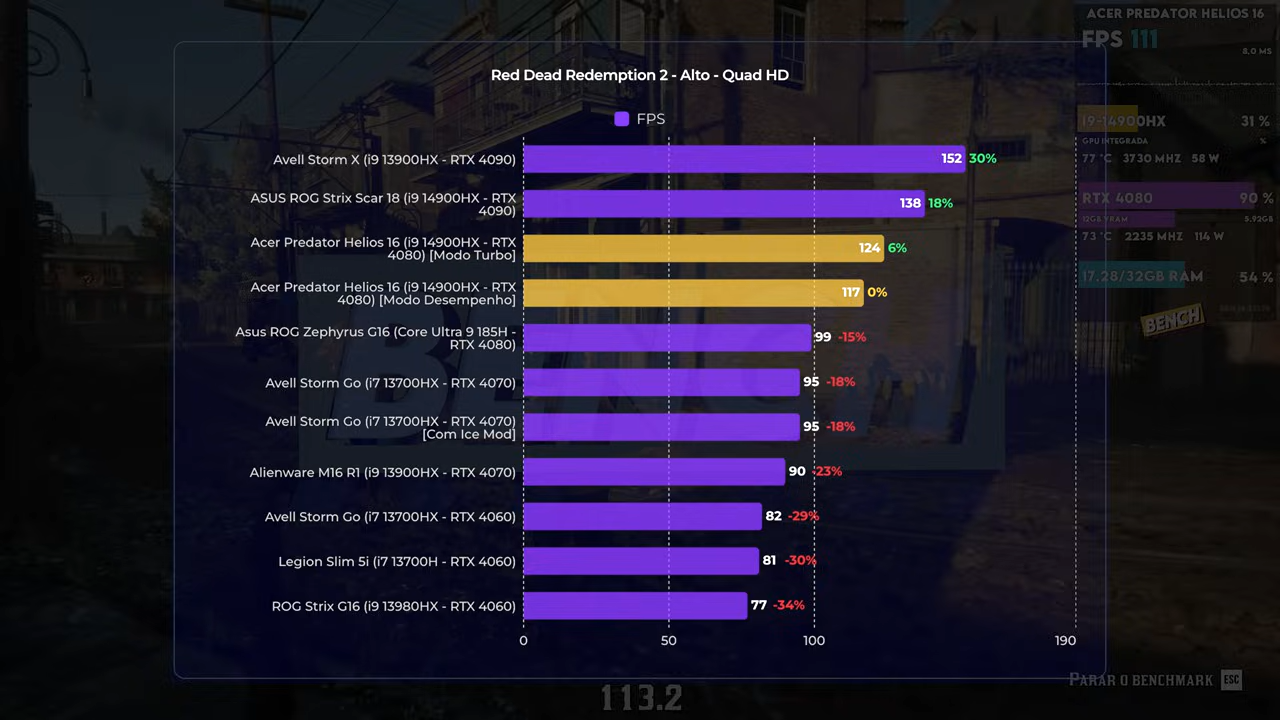 ACER PREDATOR HELIOS 16
FPS 111
8.0 MS
Red Dead Redemption 2 - Alto - Quad HD
FPS
Avell Storm X (i9 13900HX - RTX 4090)
152 30%
ASUS ROG Strix Scar 18 (i9 14900HX - RTX
4090)
138 18%
Acer Predator Helios 16 (i9 14900HX - RTX
4080) [Modo Turbo]
124 6%
Acer Predator Helios 16 (i9 14900HX - RTX
4080) [Modo Desempenho]
117 0%
Asus ROG Zephyrus G16 (Core Ultra 9 185H -
RTX 4080)
99 -15%
Avell Storm Go (i7 13700HX - RTX 4070)
95 -18%
Avell Storm Go (i7 13700HX - RTX 4070)
[Com Ice Mod]
95 -18%
Alienware M16 R1 (i9 13900HX - RTX 4070)
90 -23%
Avell Storm Go (i7 13700HX - RTX 4060)
82 -29%
Legion Slim 5i (i7 13700H - RTX 4060)
81 -30%
ROG Strix G16 (i9 13980HX - RTX 4060)
77 -34%
0 50 100 190
i9-14900HX 31 %
GPU INTEGRADA %
77 °C 3730 MHZ 58 W
RTX 4080 90 %
12GB VRAM 5.92GB
73 °C 2235 MHZ 114 W
17.28/32GB RAM 54 %
BENCH
PARAR O BENCHMARK ESC
113.2